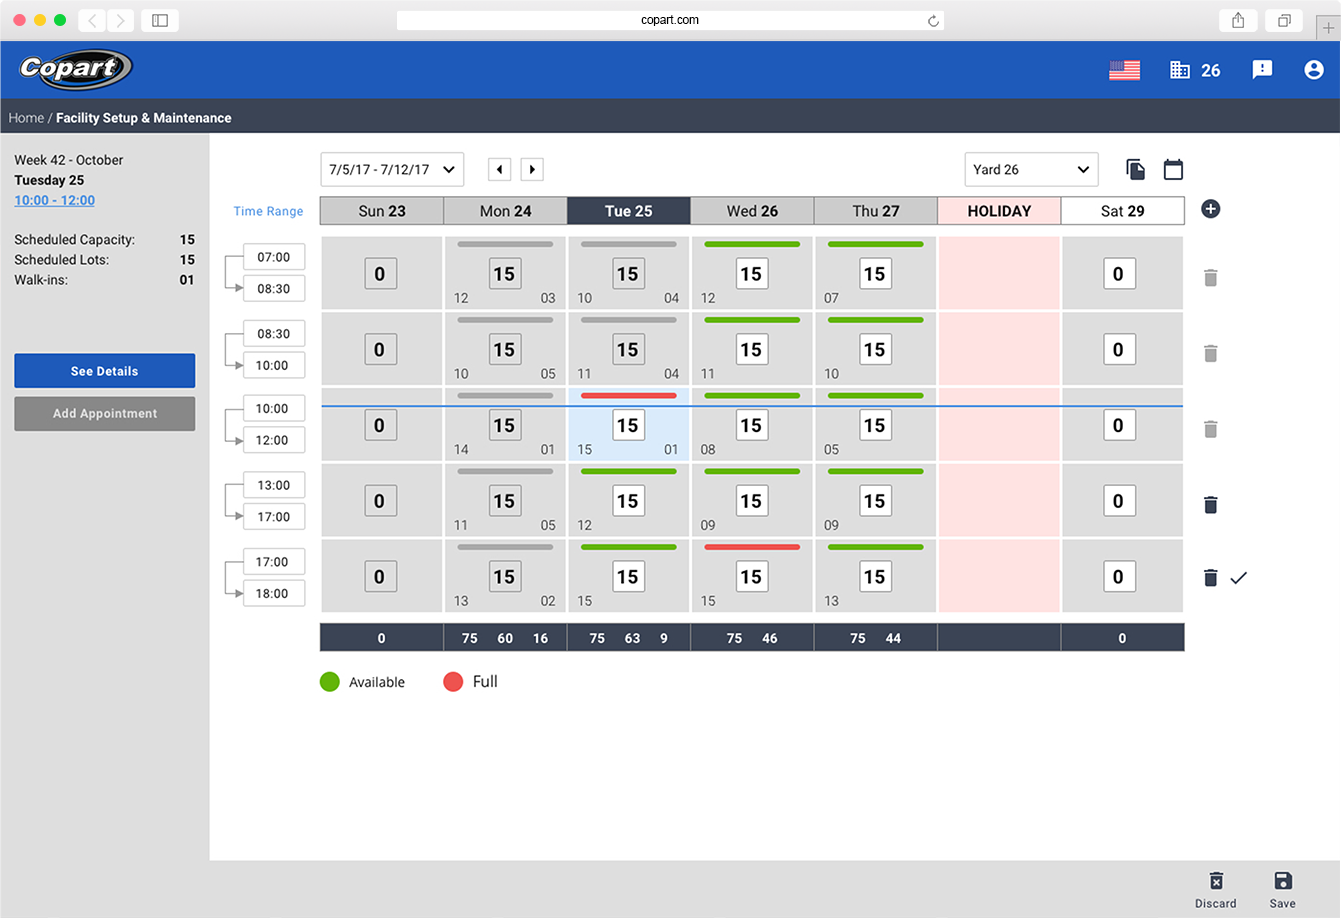 copart.com
Copart
26
Home / Facility Setup & Maintenance
Week 42 - October
Tuesday 25
10:00 - 12:00
Scheduled Capacity: 15
Scheduled Lots: 15
Walk-ins: 01
See Details
Add Appointment
7/5/17 - 7/12/17
Yard 26
Time Range Sun 23 Mon 24 Tue 25 Wed 26 Thu 27 HOLIDAY Sat 29
07:00
0 15 15 15 15 0
08:30
12 03 10 04 12 07
08:30
0 15 15 15 15 0
10:00
10 05 11 04 11 10
10:00
0 15 15 15 15 0
12:00
14 01 15 01 08 05
13:00
0 15 15 15 15 0
17:00
11 05 12 09 09
17:00
0 15 15 15 15 0
18:00
13 02 15 15 13
0 75 60 16 75 63 9 75 46 75 44 0
Available Full
Discard Save